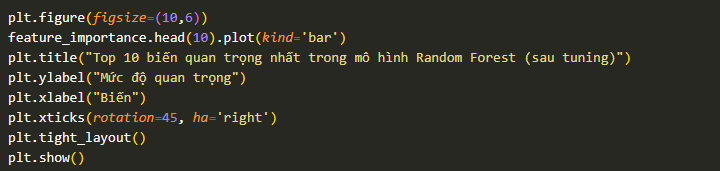 plt.figure(figsize=(10,6))
feature_importance.head(10).plot(kind='bar')
plt.title("Top 10 biến quan trọng nhất trong mô hình Random Forest (sau tuning)")
plt.ylabel("Mức độ quan trọng")
plt.xlabel("Biến")
plt.xticks(rotation=45, ha='right')
plt.tight_layout()
plt.show()